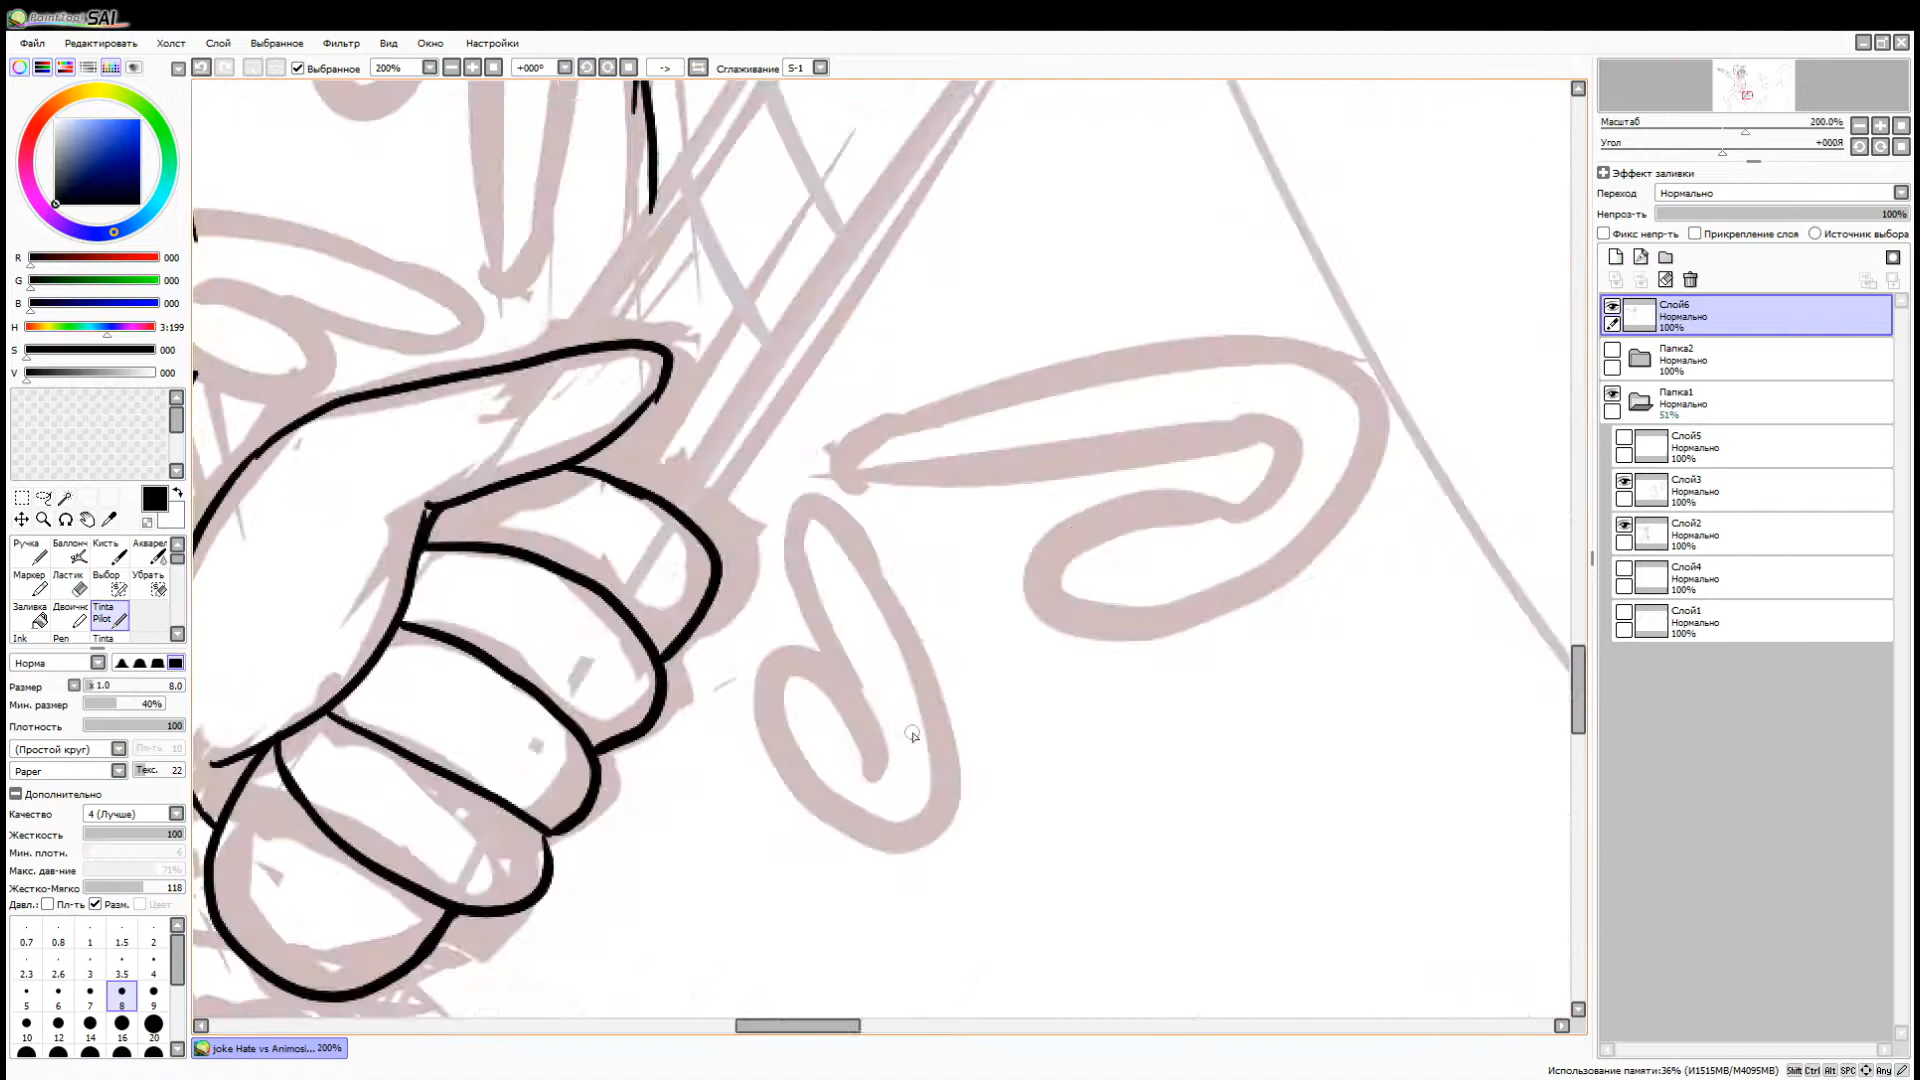 PaintTool SAI
Файл Редактировать Холст Слой Выбранное Фильтр Вид Окно Настройки
Выбранное 200% +000° -> Сглаживание S-1
Масштаб 200.0%
Угол +000Я
Эффект заливки
Переход Нормально
Непроз-ть 100%
Фикс непр-ть Прикрепление слоя Источник выбора
R 000
G 000
B 000
H 3:199
S 000
V 000
Слой6
Нормально
100%
Папка2
Нормально
100%
Папка1
Нормально
51%
Слой5
Нормально
100%
Слой3
Нормально
100%
Слой2
Нормально
100%
Слой4
Нормально
100%
Слой1
Нормально
100%
Ручка Баллонч Кисть Акварел
Маркер Ластик Выбор Убрать
Заливка Двоичнс Tinta Pilot
Ink Pen Tinta
Норма
Размер x 1.0 8.0
Мин. размер 40%
Плотность 100
(Простой круг) Пл-ть 10
Paper Текс. 22
Дополнительно
Качество 4 (Лучше)
Жесткость 100
Мин. плотн. 6
Макс. дав-ние 71%
Жестко-Мягко 118
Давл.: Пл-ть Разм. Цвет
0.7 0.8 1 1.5 2
2.3 2.6 3 3.5 4
5 6 7 8 9
10 12 14 16 20
joke Hate vs Animosi... 200%
Использование памяти:36% (И1515MB/M4095MB) Shift Ctrl Alt SPC Any